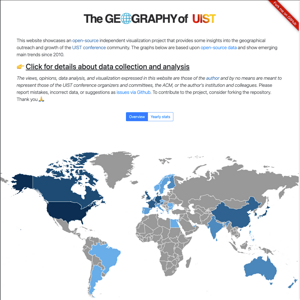 The GEOGRAPHY of UIST
This website showcases an open-source independent visualization project that provides some insights into the geographical
outreach and growth of the UIST conference community. The graphs below are based upon open-source data and show emerging
main trends since 2010.
👉 Click for details about data collection and analysis
The views, opinions, data analysis, and visualization expressed in this website are those of the author and by no means are meant to
represent those of the UIST conference organizers and committees, the ACM, or the author's institution and colleagues. Please
report mistakes, incorrect data, or suggestions as issues via Github. To contribute to the project, consider forking the repository.
Thank you 🙏
Overview Yearly stats